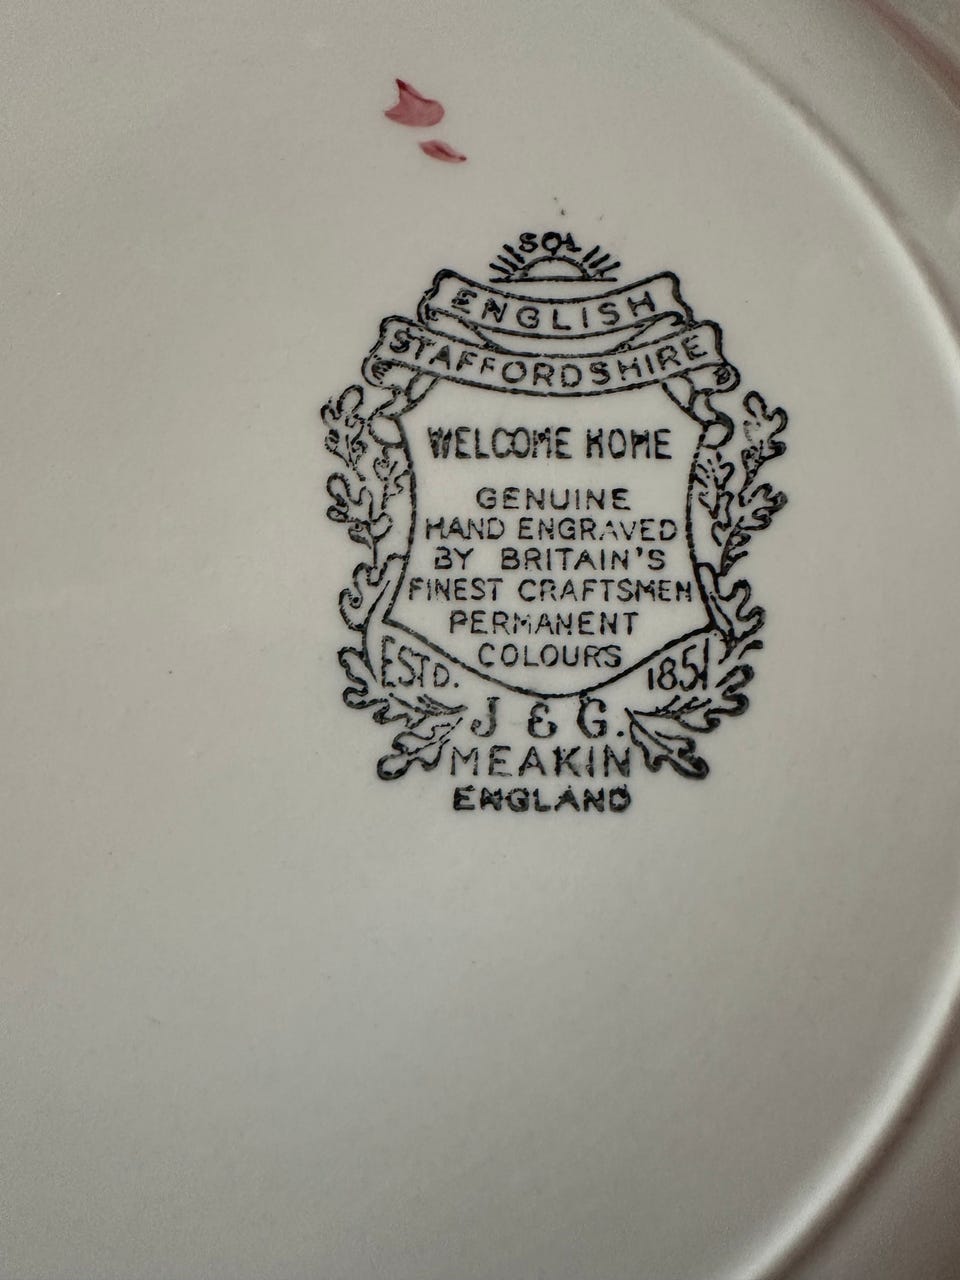 SOL
ENGLISH
STAFFORDSHIRE
WELCOME HOME
GENUINE
HAND ENGRAVED
BY BRITAIN'S
FINEST CRAFTSMEN
PERMANENT
COLOURS
ESTD. 1851
J & G.
MEAKIN
ENGLAND